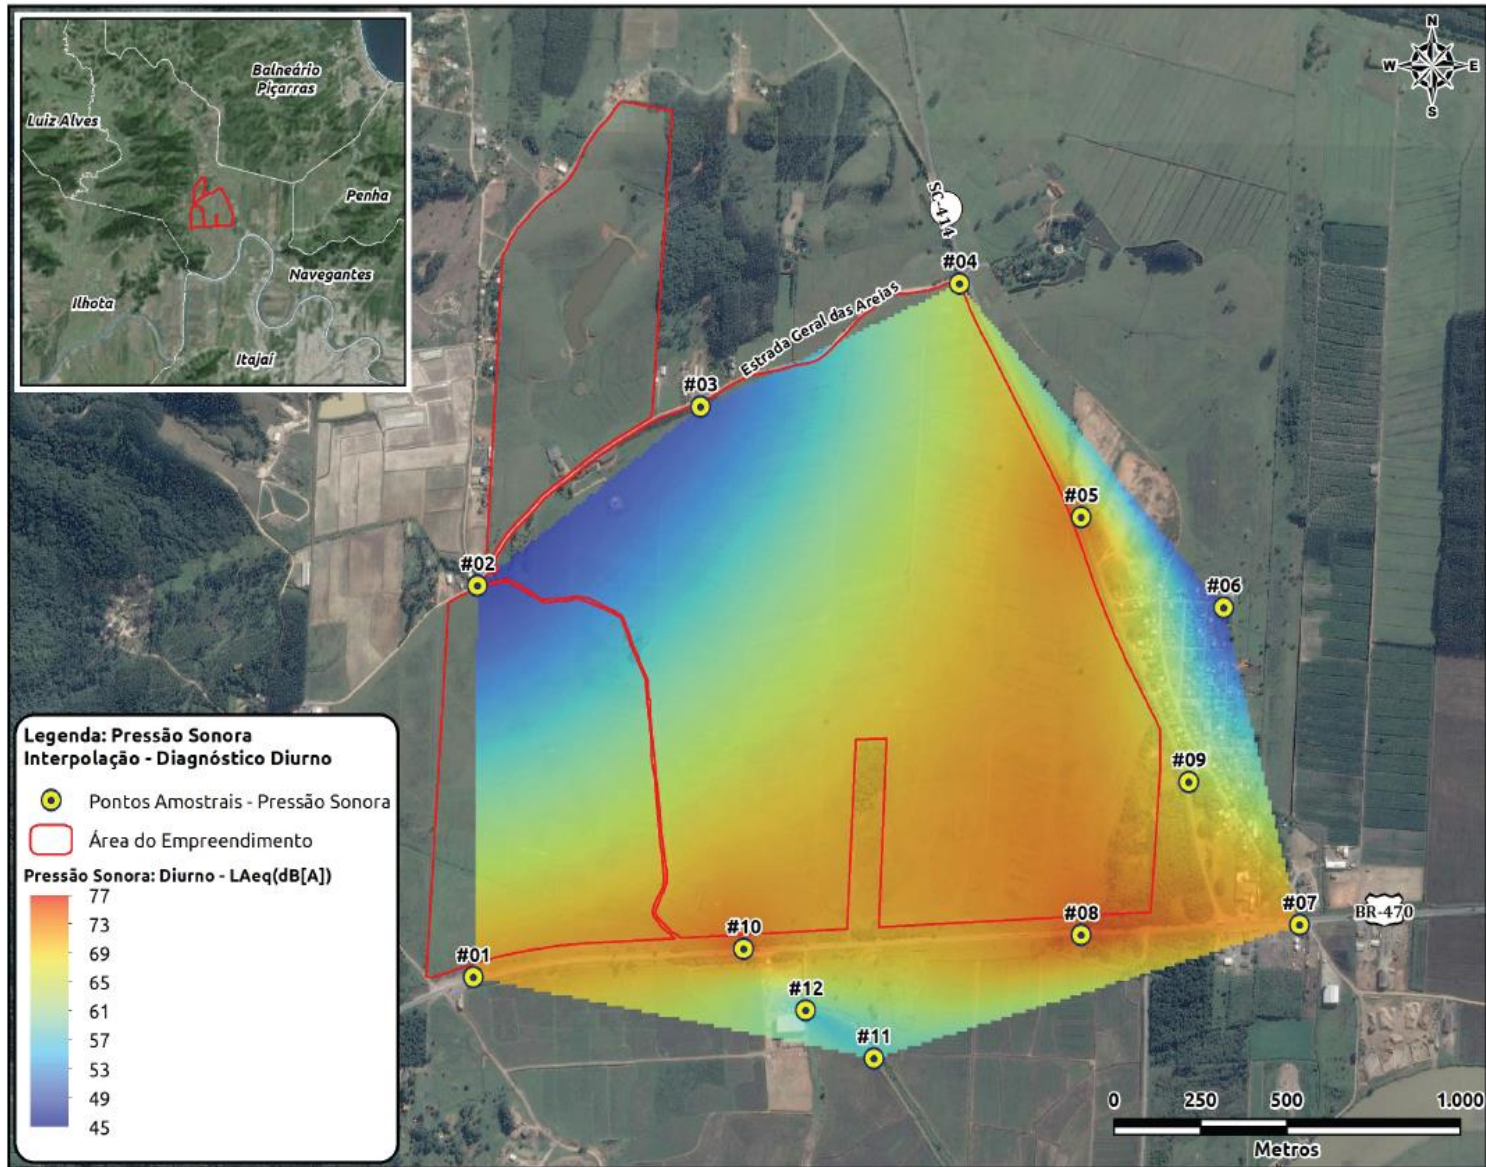 Balneário
Piçarras
Luiz Alves
Penha
Navegantes
Ilhota
Itajaí
N
W
E
S
SC-414
#04
Estrada Geral das Areias
#03
#05
#02
#06
#09
#07
BR-470
#08
#10
#01
#12
#11
Legenda: Pressão Sonora
Interpolação - Diagnóstico Diurno
Pontos Amostrais - Pressão Sonora
Área do Empreendimento
Pressão Sonora: Diurno - LAeq(dB[A])
77
73
69
65
61
57
53
49
45
0 250 500 1.000
Metros